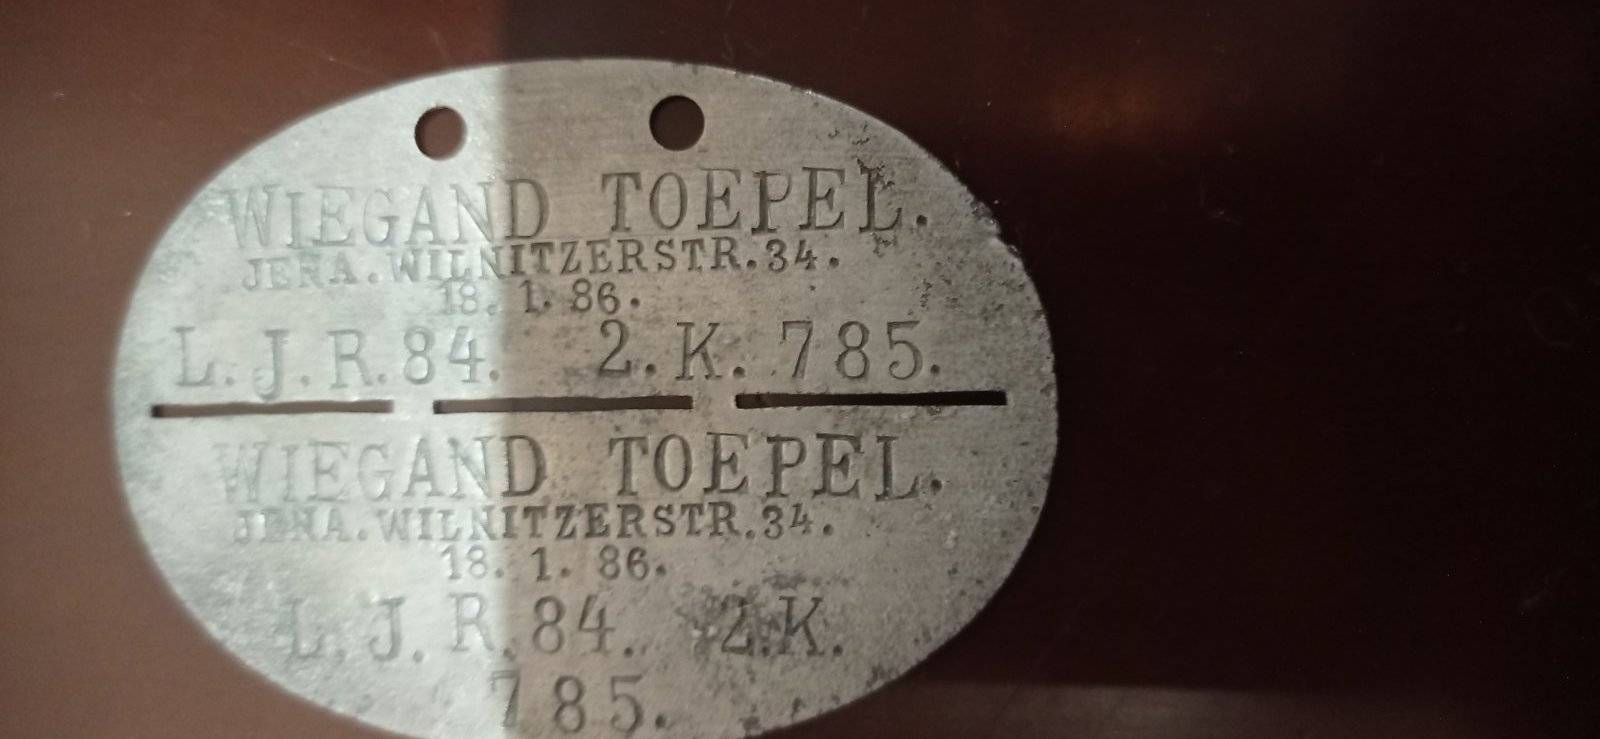 WIEGAND TOEPEL.
JENA.WILNITZERSTR.34.
18. 1. 86.
L.J.R.84. 2.K.785.
WIEGAND TOEPEL.
JENA.WILNITZERSTR.34.
18. 1. 86.
L.J.R.84. 2.K.
785.